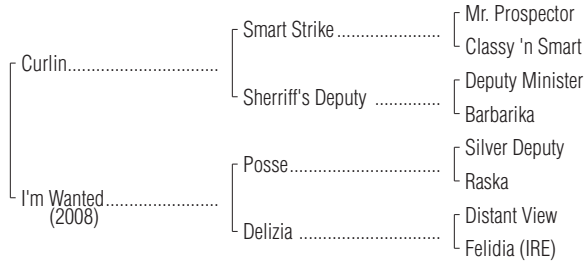 Mr. Prospector
Smart Strike ....................
Classy 'n Smart
Curlin.............................
Deputy Minister
Sherriff's Deputy .............
Barbarika
Silver Deputy
Posse.............................
Raska
I'm Wanted......................
(2008)
Distant View
Delizia ............................
Felidia (IRE)